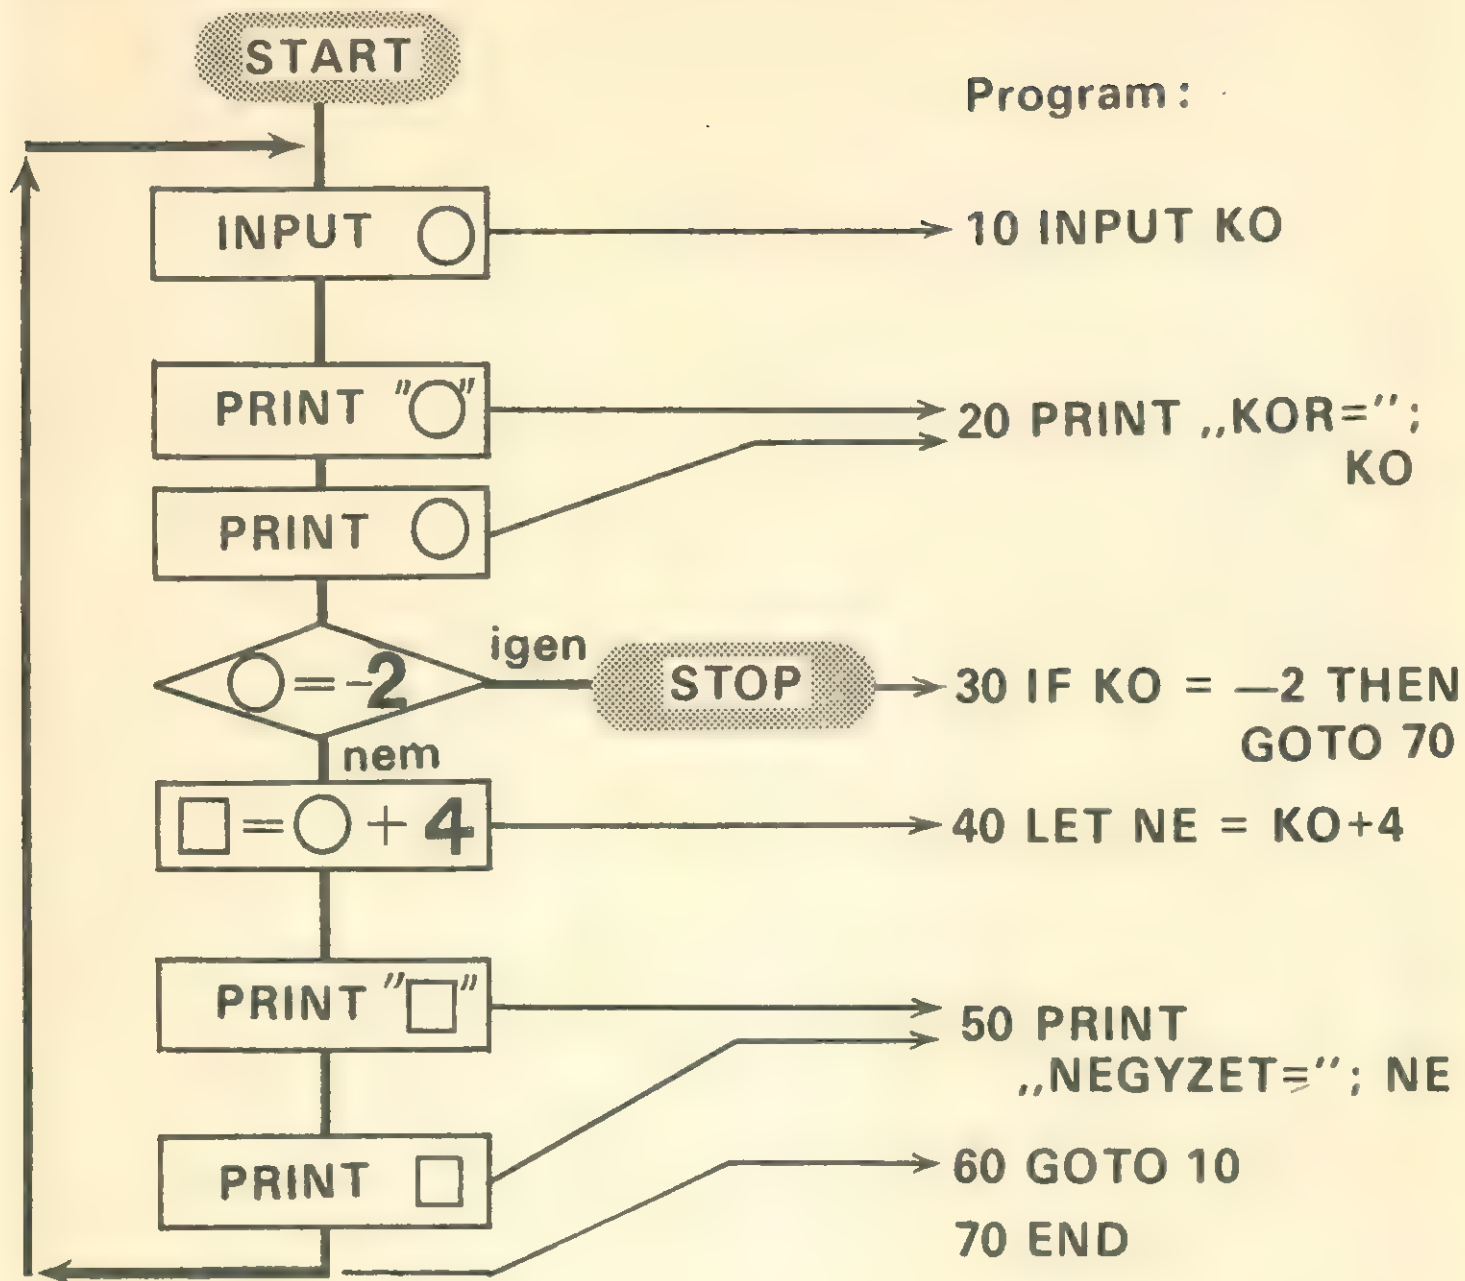 START
Program:
INPUT
10 INPUT KO
PRINT ""
20 PRINT „KOR=";
KO
PRINT
=-2
igen
STOP
30 IF KO = —2 THEN
GOTO 70
nem
= + 4
40 LET NE = KO+4
PRINT ""
50 PRINT
„NEGYZET="; NE
PRINT
60 GOTO 10
70 END